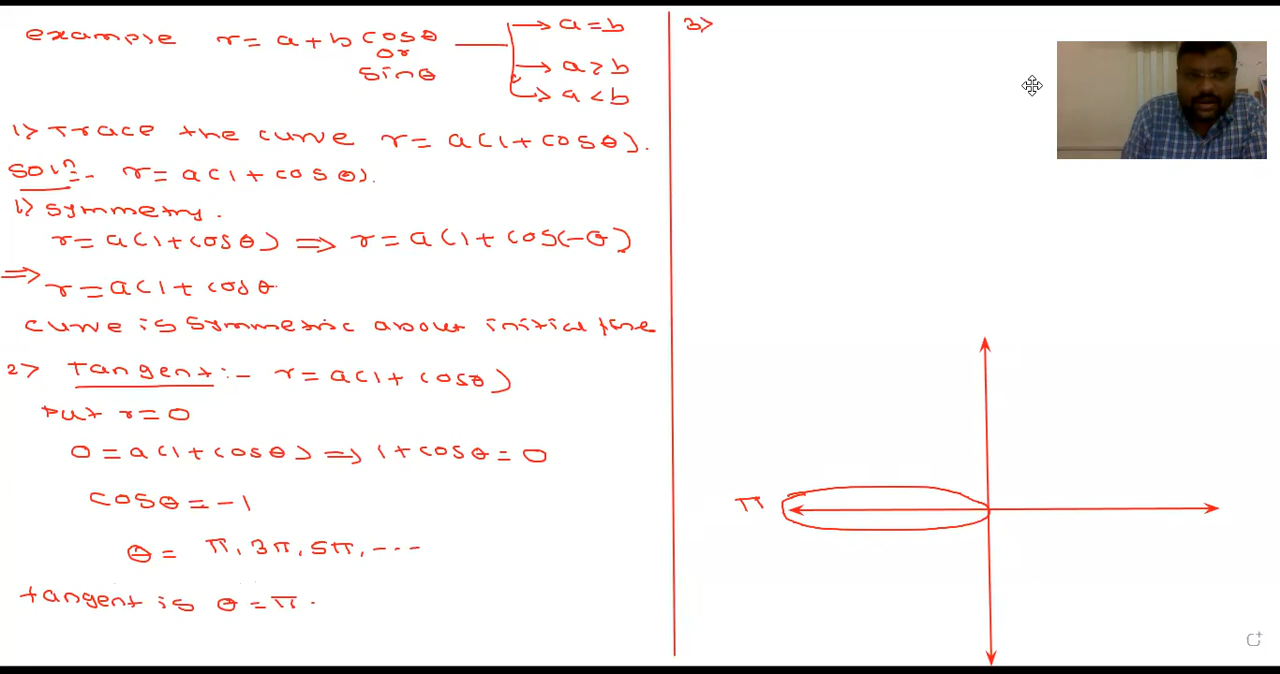 example r = a + b cosθ
or
sinθ
→ a = b
→ a > b
→ a < b
1) Trace the curve r = a(1 + cosθ).
Sol?:- r = a(1 + cosθ).
1) Symmetry.
r = a(1 + cosθ) ⇒ r = a(1 + cos(-θ)
⇒ r = a(1 + cosθ
curve is symmetric about initial line
2) Tangent :- r = a(1 + cosθ)
Put r = 0
0 = a(1 + cosθ) ⇒ 1 + cosθ = 0
cosθ = -1
θ = π, 3π, 5π, ---
tangent is θ = π.
3)
π